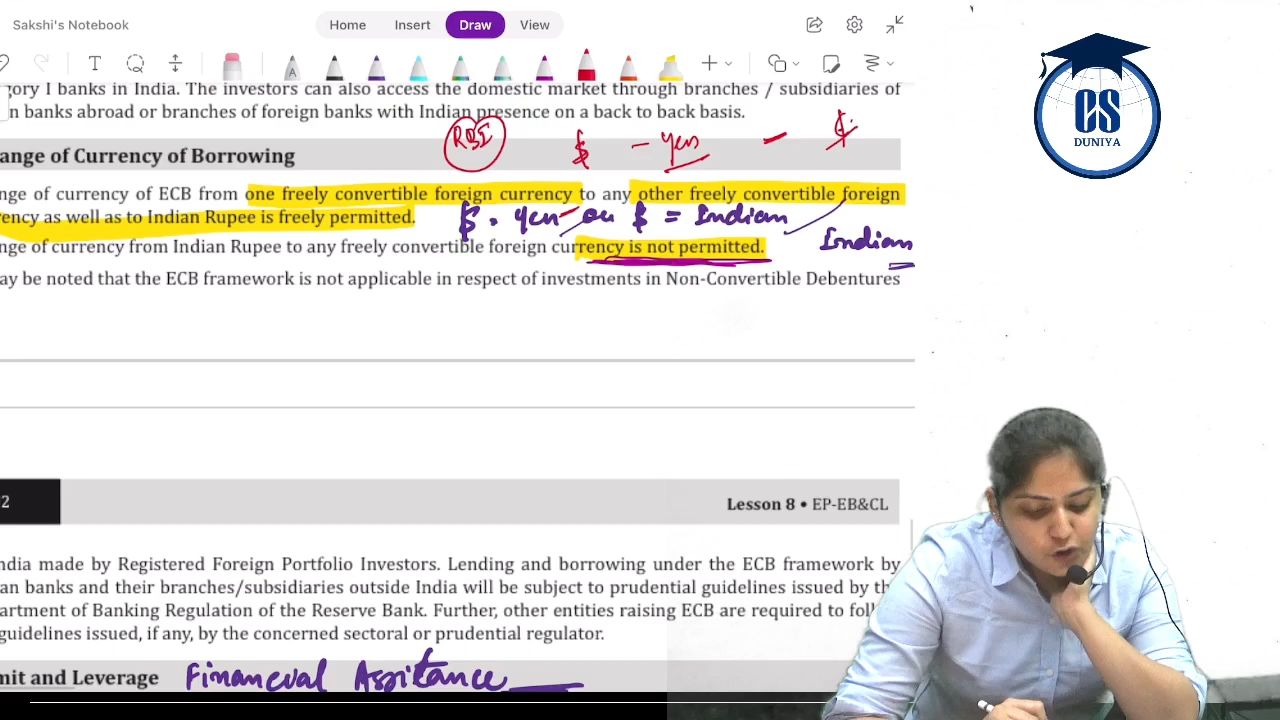 Sakshi's Notebook
Home Insert Draw View
gory I banks in India. The investors can also access the domestic market through branches / subsidiaries of
n banks abroad or branches of foreign banks with Indian presence on a back to back basis.
RBI $ - yen - $
ange of Currency of Borrowing
nge of currency of ECB from one freely convertible foreign currency to any other freely convertible foreign
rency as well as to Indian Rupee is freely permitted.
$ • yen or $ = Indian
nge of currency from Indian Rupee to any freely convertible foreign currency is not permitted.
Indian
ay be noted that the ECB framework is not applicable in respect of investments in Non-Convertible Debentures
2
Lesson 8 • EP-EB&CL
ndia made by Registered Foreign Portfolio Investors. Lending and borrowing under the ECB framework by
an banks and their branches/subsidiaries outside India will be subject to prudential guidelines issued by th
artment of Banking Regulation of the Reserve Bank. Further, other entities raising ECB are required to foll
guidelines issued, if any, by the concerned sectoral or prudential regulator.
mit and Leverage
Financial Assitance
CS
DUNIYA